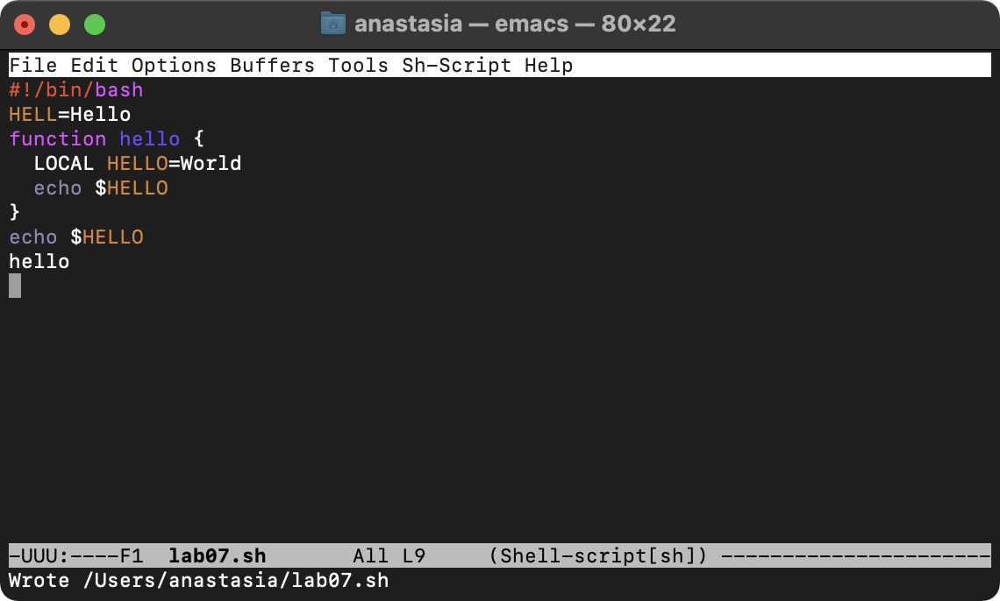 anastasia — emacs — 80×22
File Edit Options Buffers Tools Sh-Script Help
#!/bin/bash
HELL=Hello
function hello {
  LOCAL HELLO=World
  echo $HELLO
}
echo $HELLO
hello
-UUU:----F1  lab07.sh       All L9     (Shell-script[sh]) ----------------------
Wrote /Users/anastasia/lab07.sh